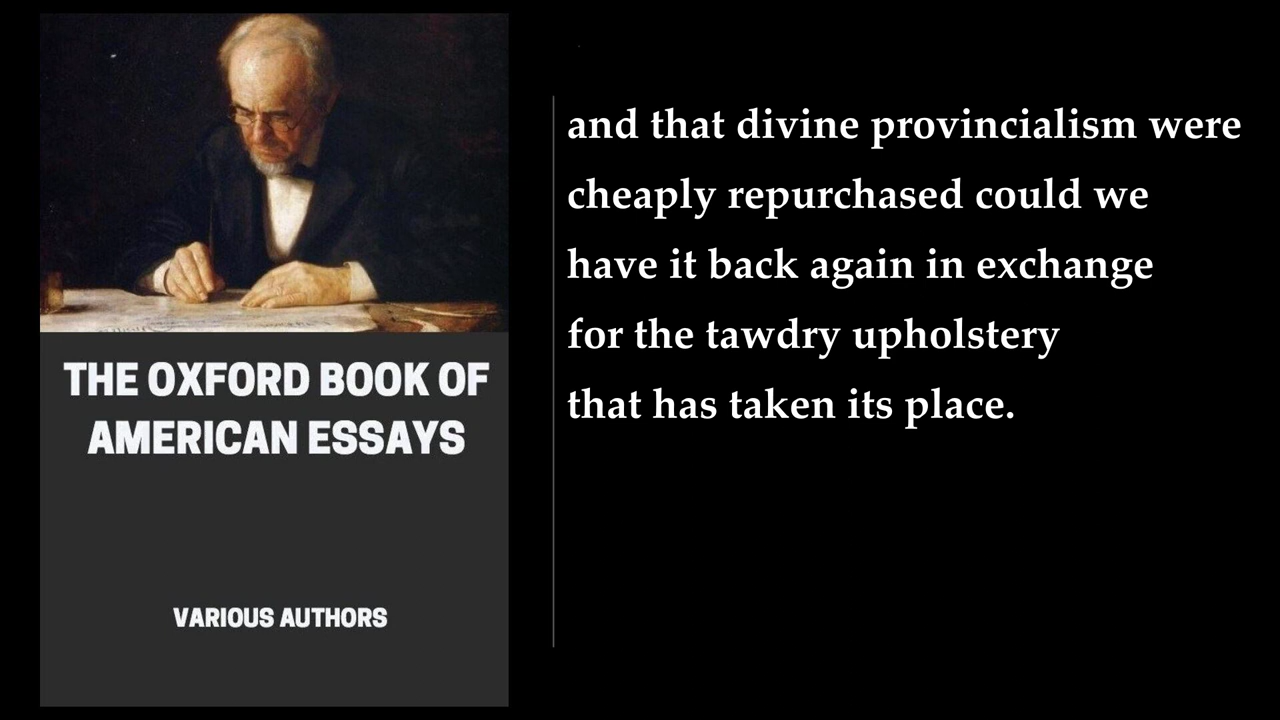 THE OXFORD BOOK OF
AMERICAN ESSAYS
VARIOUS AUTHORS
and that divine provincialism were
cheaply repurchased could we
have it back again in exchange
for the tawdry upholstery
that has taken its place.